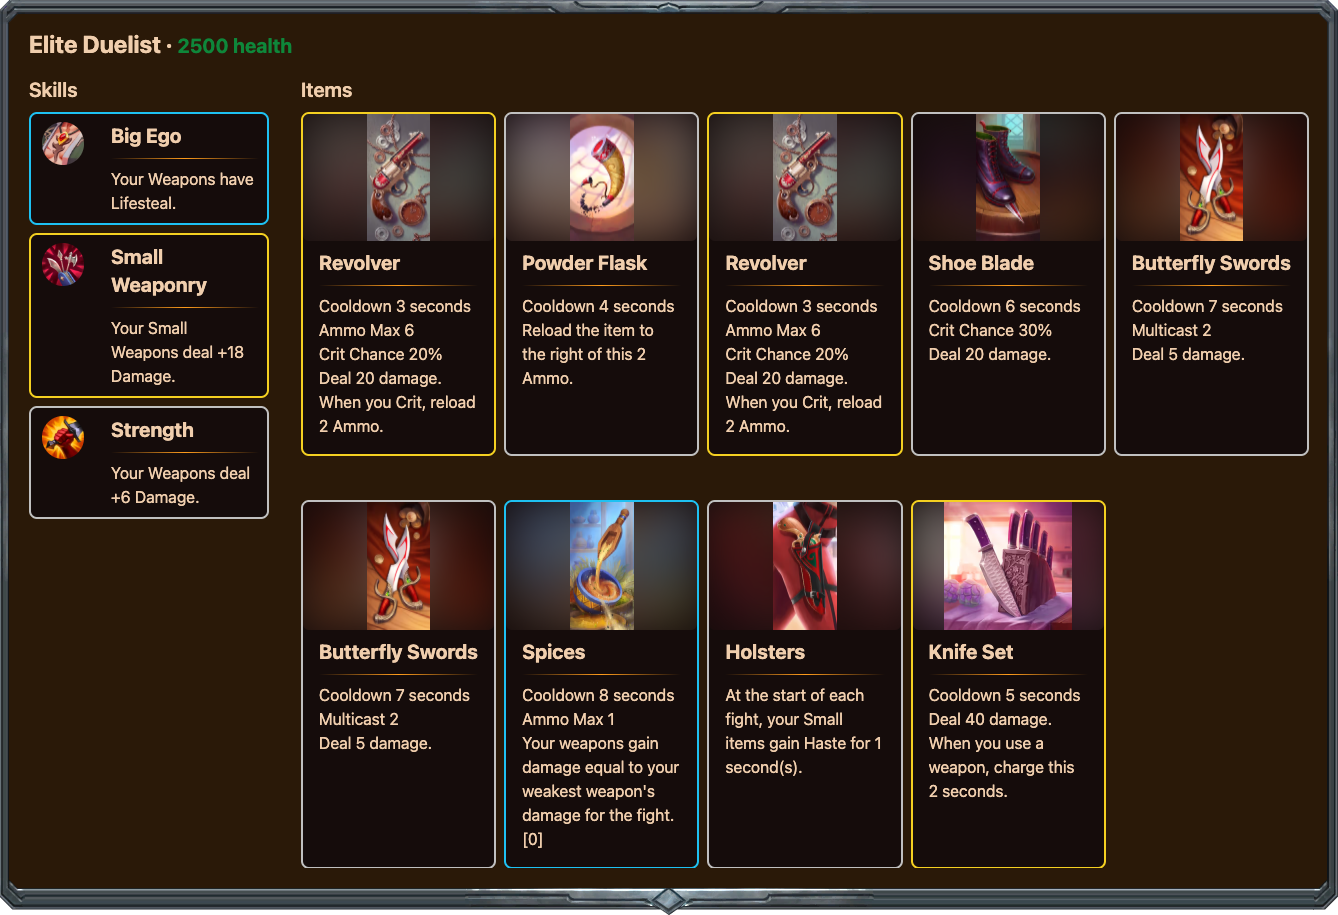 Elite Duelist · 2500 health
Skills
Big Ego
Your Weapons have
Lifesteal.
Small
Weaponry
Your Small
Weapons deal +18
Damage.
Strength
Your Weapons deal
+6 Damage.
Items
Revolver
Cooldown 3 seconds
Ammo Max 6
Crit Chance 20%
Deal 20 damage.
When you Crit, reload
2 Ammo.
Powder Flask
Cooldown 4 seconds
Reload the item to
the right of this 2
Ammo.
Revolver
Cooldown 3 seconds
Ammo Max 6
Crit Chance 20%
Deal 20 damage.
When you Crit, reload
2 Ammo.
Shoe Blade
Cooldown 6 seconds
Crit Chance 30%
Deal 20 damage.
Butterfly Swords
Cooldown 7 seconds
Multicast 2
Deal 5 damage.
Butterfly Swords
Cooldown 7 seconds
Multicast 2
Deal 5 damage.
Spices
Cooldown 8 seconds
Ammo Max 1
Your weapons gain
damage equal to your
weakest weapon's
damage for the fight.
[0]
Holsters
At the start of each
fight, your Small
items gain Haste for 1
second(s).
Knife Set
Cooldown 5 seconds
Deal 40 damage.
When you use a
weapon, charge this
2 seconds.